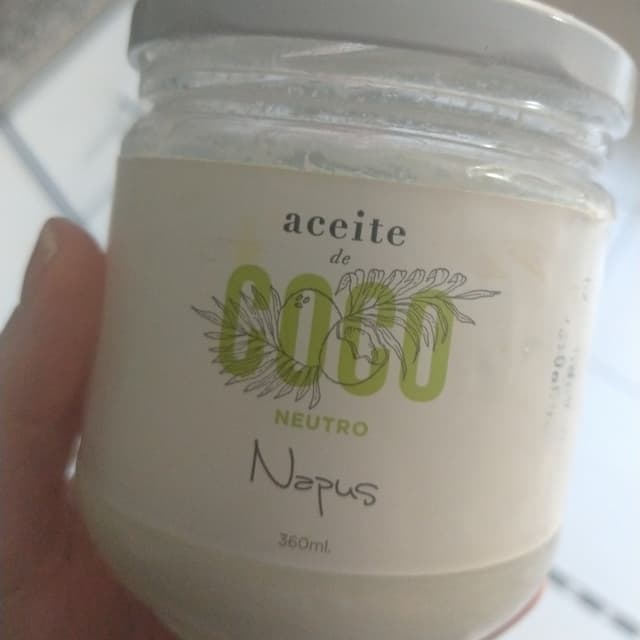 aceite
de
COCO
NEUTRO
Napus
360ml.